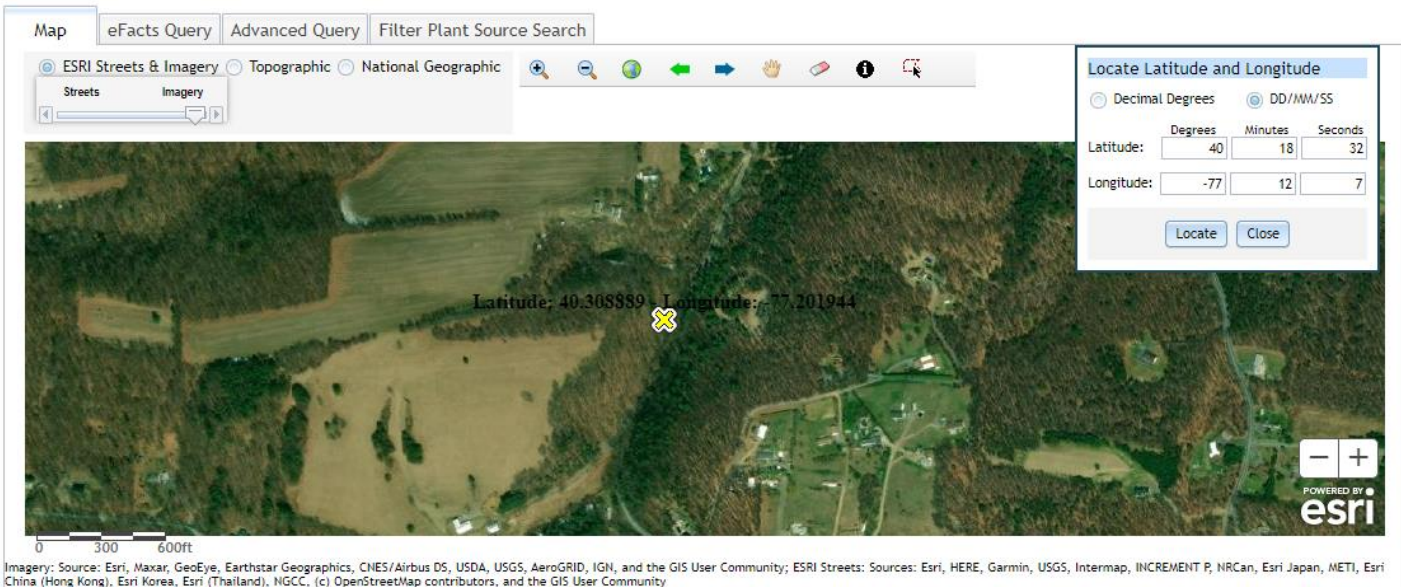 Map eFacts Query Advanced Query Filter Plant Source Search
ESRI Streets & Imagery Topographic National Geographic
Streets Imagery
Locate Latitude and Longitude
Decimal Degrees DD/MM/SS
Degrees Minutes Seconds
Latitude: 40 18 32
Longitude: -77 12 7
Locate Close
Latitude: 40.308889 - Longitude: -77.201944
POWERED BY
esri
0 300 600ft
Imagery: Source: Esri, Maxar, GeoEye, Earthstar Geographics, CNES/Airbus DS, USDA, USGS, AeroGRID, IGN, and the GIS User Community; ESRI Streets: Sources: Esri, HERE, Garmin, USGS, Intermap, INCREMENT P, NRCan, Esri Japan, METI, Esri
China (Hong Kong), Esri Korea, Esri (Thailand), NGCC, (c) OpenStreetMap contributors, and the GIS User Community